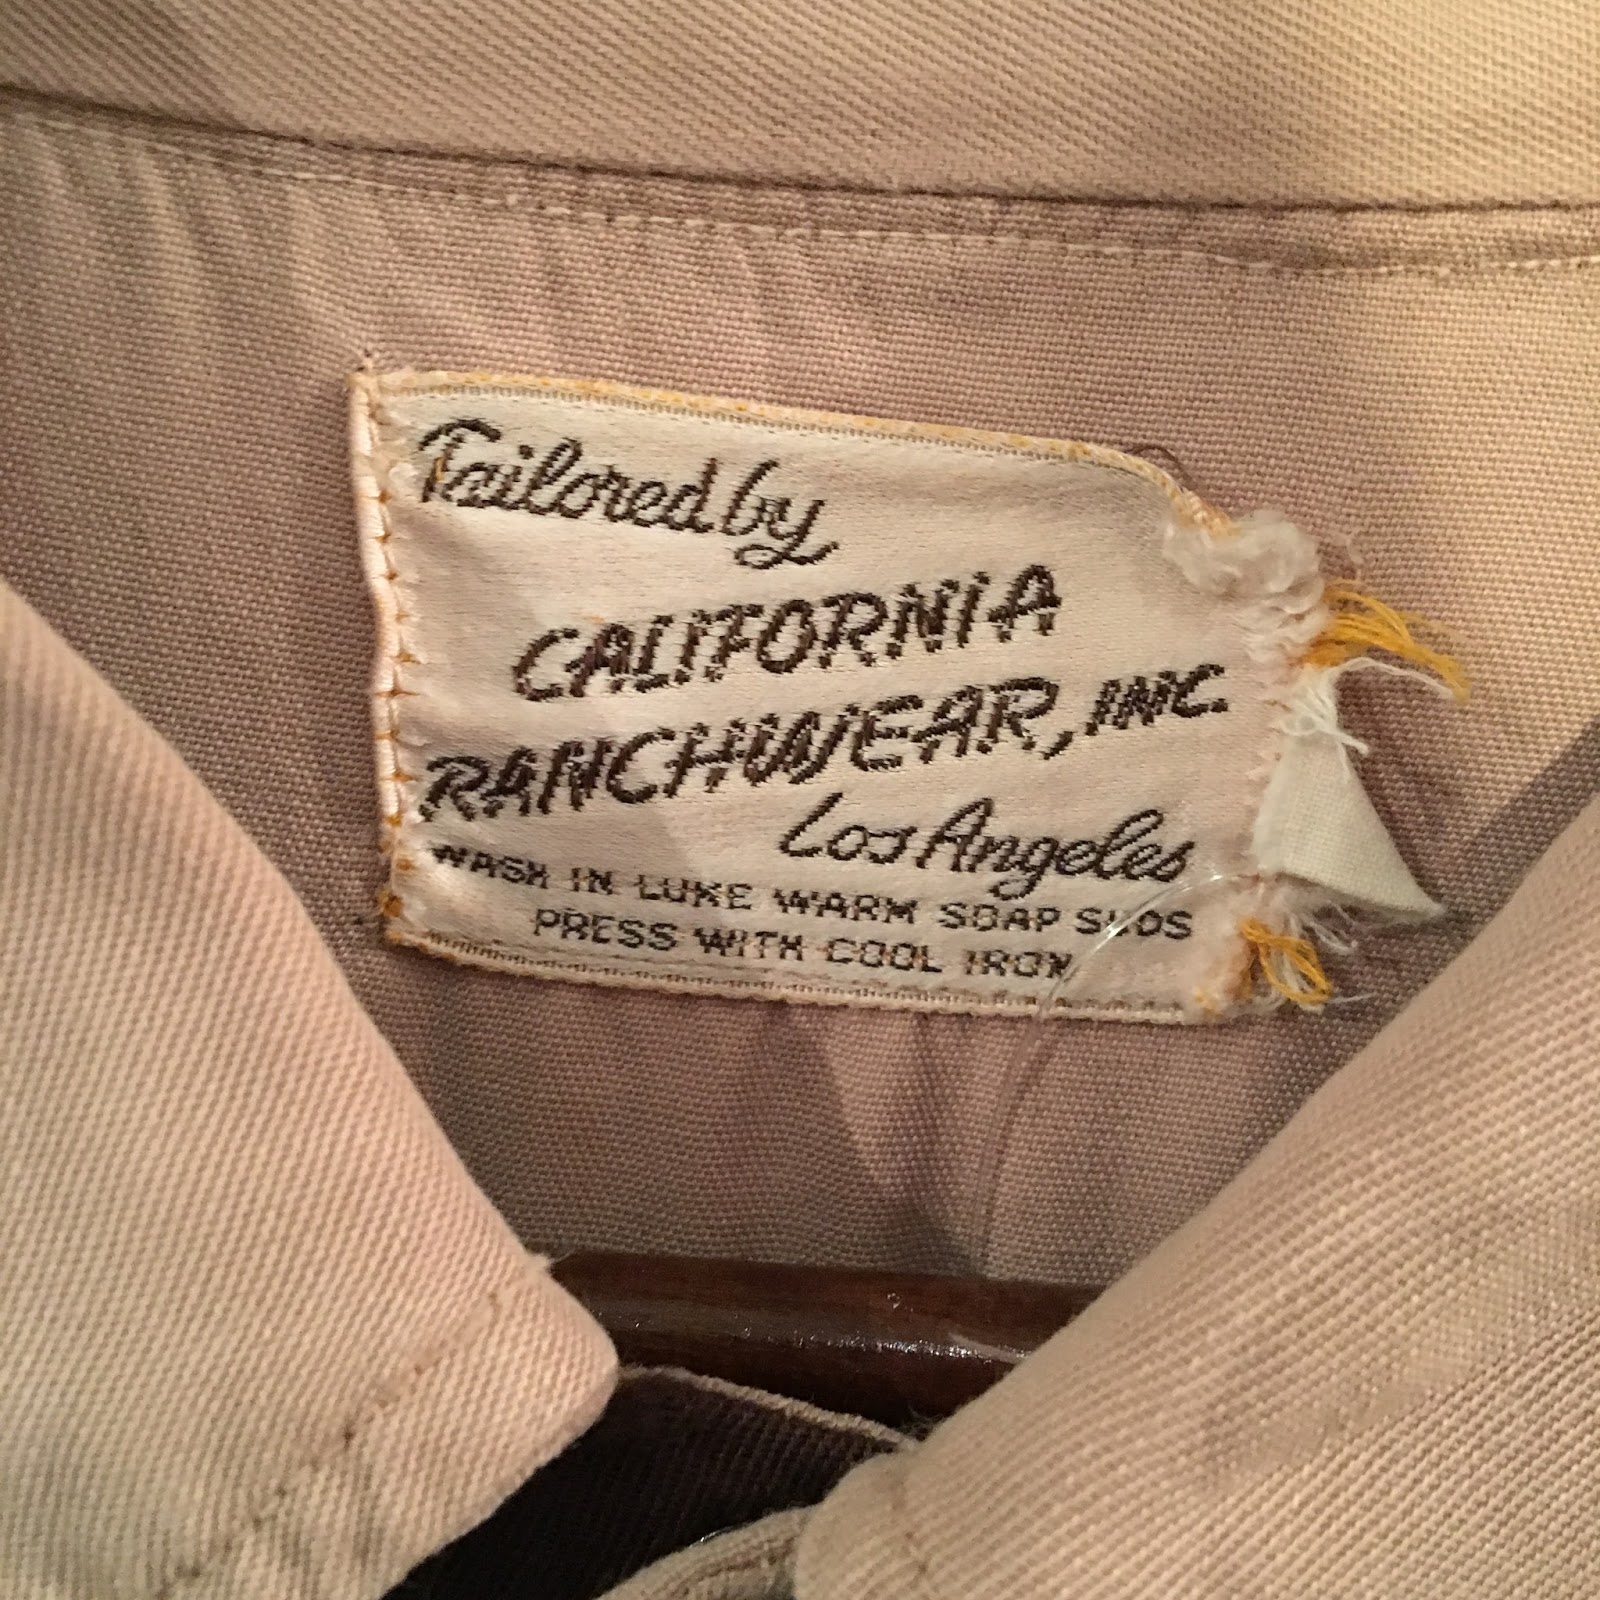 Tailored by
CALIFORNIA
RANCHWEAR, INC.
Los Angeles
WASH IN LUKE WARM SOAP SUDS
PRESS WITH COOL IRON